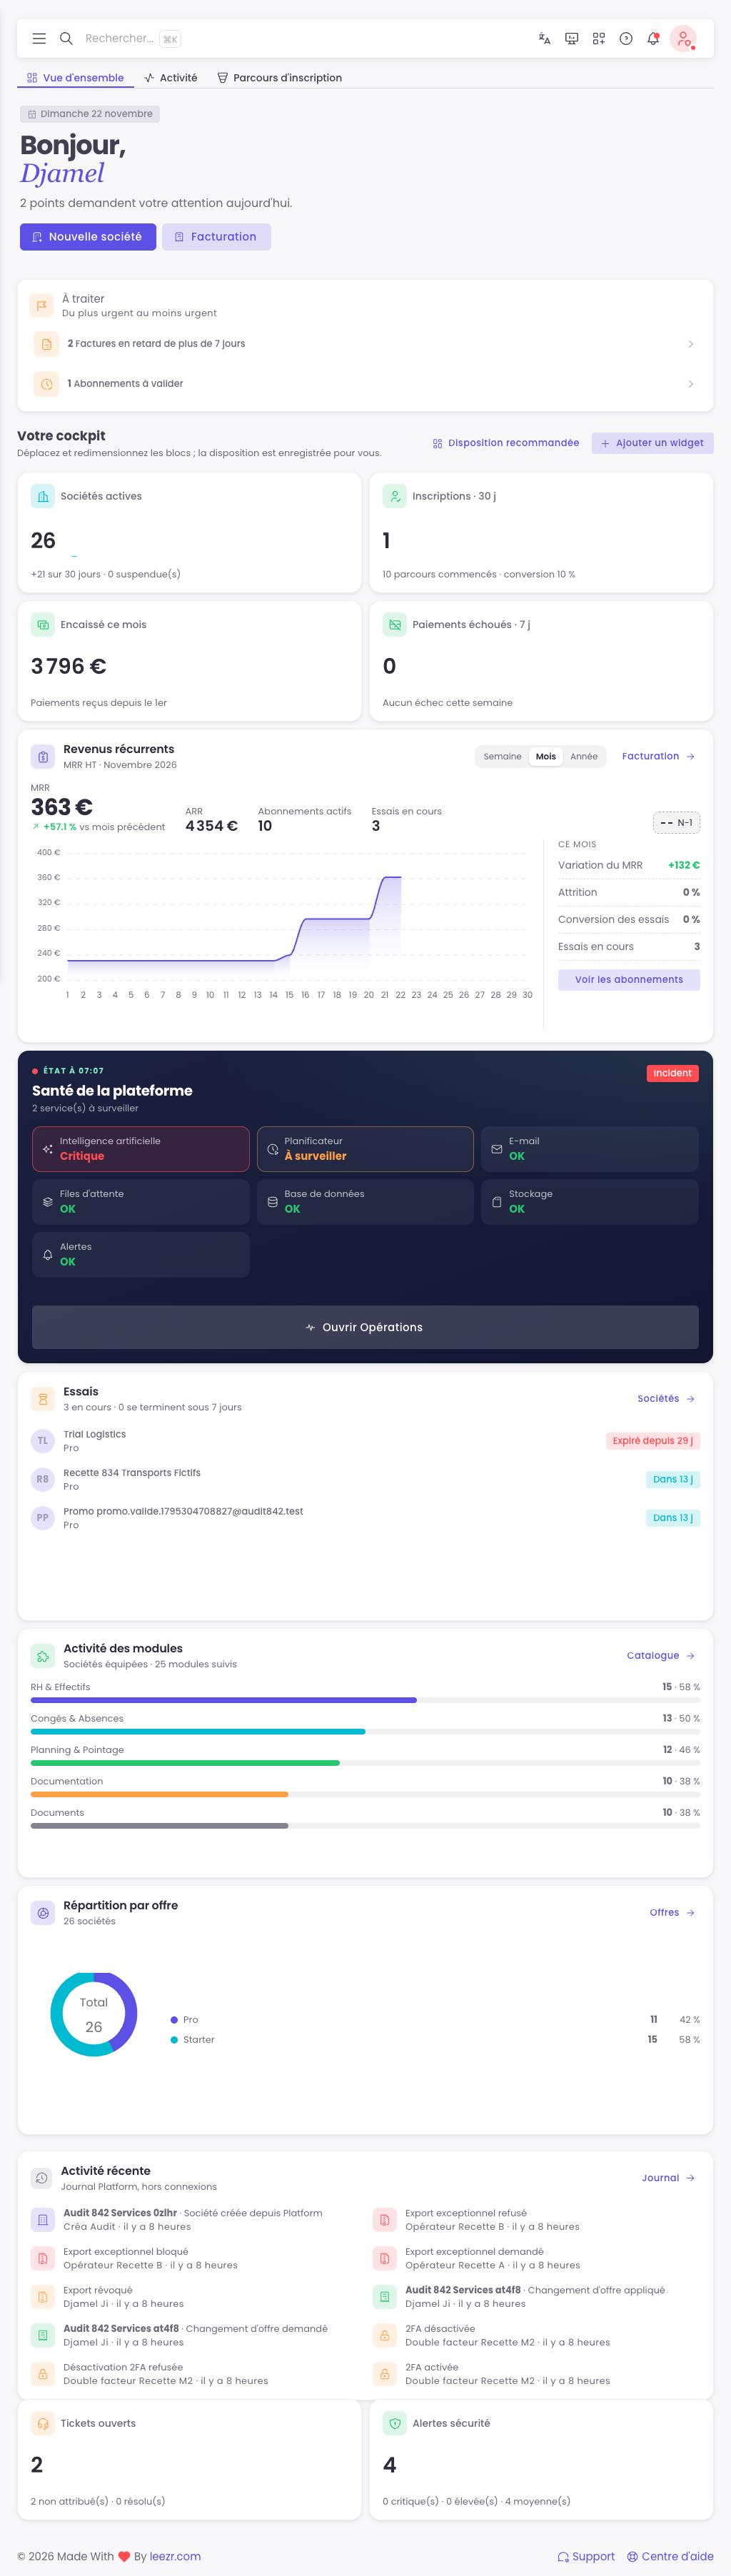 Rechercher... ⌘K
Vue d'ensemble
Activité
Parcours d'inscription
Dimanche 22 novembre
Bonjour,
Djamel
2 points demandent votre attention aujourd'hui.
Nouvelle société
Facturation
À traiter
Du plus urgent au moins urgent
2 Factures en retard de plus de 7 jours
1 Abonnements à valider
Votre cockpit
Déplacez et redimensionnez les blocs ; la disposition est enregistrée pour vous.
Disposition recommandée
Ajouter un widget
Sociétés actives
26
+21 sur 30 jours · 0 suspendue(s)
Inscriptions · 30 j
1
10 parcours commencés · conversion 10 %
Encaissé ce mois
3 796 €
Paiements reçus depuis le 1er
Paiements échoués · 7 j
0
Aucun échec cette semaine
Revenus récurrents
MRR HT · Novembre 2026
Semaine
Mois
Année
Facturation
MRR
363 €
+57.1 % vs mois précédent
ARR
4 354 €
Abonnements actifs
10
Essais en cours
3
N-1
400 €
360 €
320 €
280 €
240 €
200 €
1 2 3 4 5 6 7 8 9 10 11 12 13 14 15 16 17 18 19 20 21 22 23 24 25 26 27 28 29 30
CE MOIS
Variation du MRR +132 €
Attrition 0 %
Conversion des essais 0 %
Essais en cours 3
Voir les abonnements
ÉTAT À 07:07
Santé de la plateforme
2 service(s) à surveiller
Incident
Intelligence artificielle
Critique
Planificateur
À surveiller
E-mail
OK
Files d'attente
OK
Base de données
OK
Stockage
OK
Alertes
OK
Ouvrir Opérations
Essais
3 en cours · 0 se terminent sous 7 jours
Sociétés
TL
Trial Logistics
Pro
Expiré depuis 29 j
R8
Recette 834 Transports Fictifs
Pro
Dans 13 j
PP
Promo promo.valide.1795304708827@audit842.test
Pro
Dans 13 j
Activité des modules
Sociétés équipées · 25 modules suivis
Catalogue
RH & Effectifs 15 · 58 %
Congés & Absences 13 · 50 %
Planning & Pointage 12 · 46 %
Documentation 10 · 38 %
Documents 10 · 38 %
Répartition par offre
26 sociétés
Offres
Total
26
Pro 11 42 %
Starter 15 58 %
Activité récente
Journal Platform, hors connexions
Journal
Audit 842 Services 0zlhr · Société créée depuis Platform
Créa Audit · il y a 8 heures
Export exceptionnel refusé
Opérateur Recette B · il y a 8 heures
Export exceptionnel bloqué
Opérateur Recette B · il y a 8 heures
Export exceptionnel demandé
Opérateur Recette A · il y a 8 heures
Export révoqué
Djamel Ji · il y a 8 heures
Audit 842 Services at4f8 · Changement d'offre appliqué
Djamel Ji · il y a 8 heures
Audit 842 Services at4f8 · Changement d'offre demandé
Djamel Ji · il y a 8 heures
2FA désactivée
Double facteur Recette M2 · il y a 8 heures
Désactivation 2FA refusée
Double facteur Recette M2 · il y a 8 heures
2FA activée
Double facteur Recette M2 · il y a 8 heures
Tickets ouverts
2
2 non attribué(s) · 0 résolu(s)
Alertes sécurité
4
0 critique(s) · 0 élevée(s) · 4 moyenne(s)
© 2026 Made With ❤ By leezr.com
Support
Centre d'aide